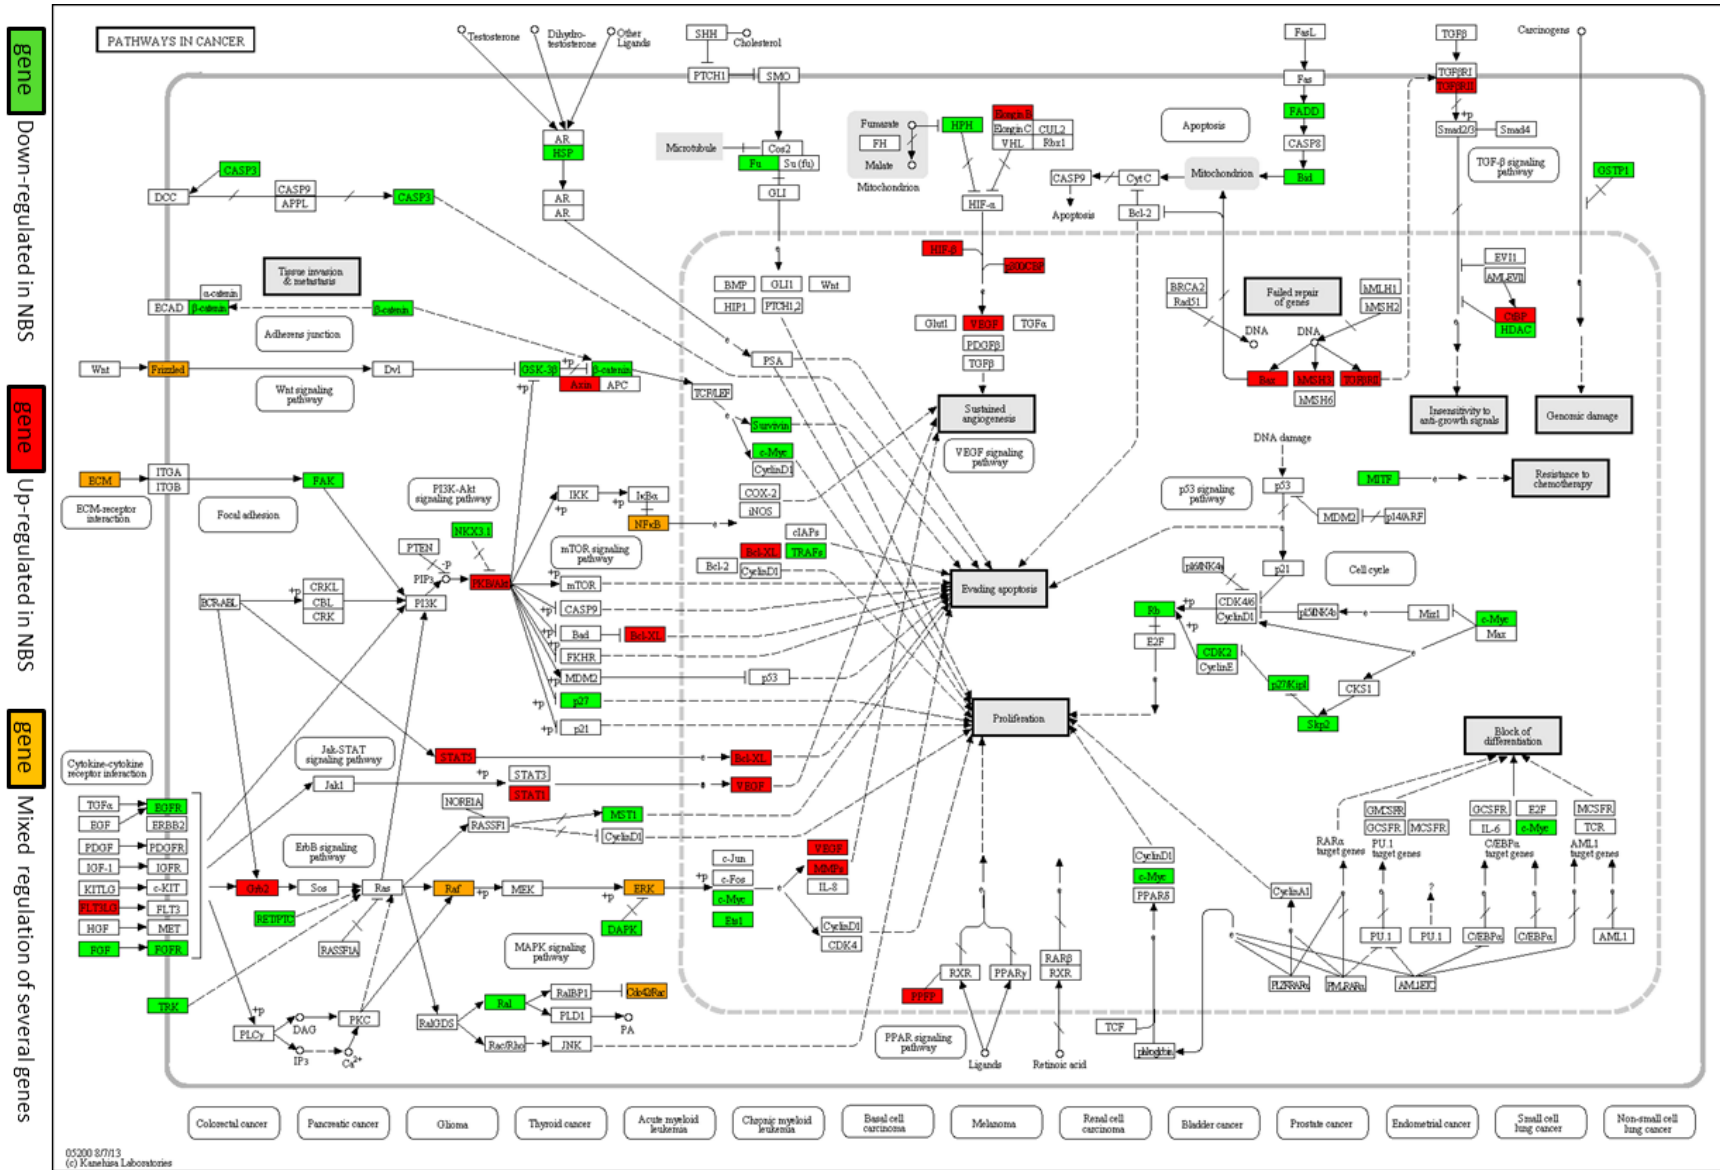 gene
Down-regulated in NBS
gene
Up-regulated in NBS
gene
Mixed regulation of several genes
PATHWAYS IN CANCER
Testosterone
Dihydro-
testosterone
Other
Ligands
SHH
Cholesterol
PTCH1
SMO
FasL
Fas
TGFβ
TGFβRI
TGFβRII
Carcinogens
AR
HSP
AR
AR
Microtubule
Cos2
Fu
Su(fu)
GLI
Fumarate
FH
Malate
Mitochondrion
HPH
Elongin B
Elongin C
CUL2
VHL
Rbx1
HIF-α
Apoptosis
FADD
CASP8
Bid
Mitochondrion
CytC
CASP9
Apoptosis
Bcl-2
+p
Smad2/3
Smad4
TGF-β signaling
pathway
GSTP1
CASP3
DCC
CASP9
APPL
CASP3
Tissue invasion
& metastasis
α-catenin
ECAD
β-catenin
β-catenin
Adherens junction
BMP
GLI1
Wnt
HIP1
PTCH1,2
HIF-β
p300/CBP
Glut1
VEGF
TGFα
PDGFβ
TGFβ
BRCA2
Rad51
Failed repair
of genes
hMLH1
hMSH2
DNA
DNA
EVI1
AML-EVI1
CtBP
HDAC
Bax
hMSH3
TGFβRII
hMSH6
Wnt
Frizzled
Dvl
GSK-3β
+p
β-catenin
Axin
APC
+p
Wnt signaling
pathway
PSA
TCF/LEF
Survivin
c-Myc
CyclinD1
Sustained
angiogenesis
VEGF signaling
pathway
Insensitivity to
anti-growth signals
Genomic damage
DNA damage
p53
p53 signaling
pathway
MITF
Resistance to
chemotherapy
MDM2
p14/ARF
ECM
ITGA
ITGB
FAK
ECM-receptor
interaction
Focal adhesion
PI3K-Akt
signaling pathway
IKK
IκBα
+p
+p
NFκB
COX-2
iNOS
NKX3.1
mTOR signaling
pathway
cIAPs
Bcl-XL
TRAFs
Bcl-2
CyclinD1
Evading apoptosis
PTEN
-p
PIP3
PKB/Akt
BCR-ABL
+p
CRKL
CBL
CRK
PI3K
+p
mTOR
+p
CASP9
+p
Bad
Bcl-XL
+p
FKHR
+p
MDM2
p53
+p
p27
+p
p21
p16/INK4a
p21
Cell cycle
CDK4/6
CyclinD1
p15/INK4b
Miz1
c-Myc
Max
Rb
+p
E2F
+p
CDK2
CyclinE
p27/Kip1
CKS1
Skp2
Proliferation
Block of
differentiation
Cytokine-cytokine
receptor interaction
Jak-STAT
signaling pathway
STAT5
Bcl-XL
Jak1
+p
STAT3
STAT1
VEGF
TGFα
EGFR
EGF
ERBB2
PDGF
PDGFR
IGF-1
IGFR
KITLG
c-KIT
FLT3LG
FLT3
HGF
MET
FGF
FGFR
TRK
NORE1A
RASSF1
MST1
CyclinD1
ErbB signaling
pathway
Grb2
Sos
Ras
Raf
+p
MEK
+p
ERK
+p
RET/PTC
RASSF1A
DAPK
MAPK signaling
pathway
c-Jun
c-Fos
c-Myc
Ets1
VEGF
MMPs
IL-8
CyclinD1
CDK4
+p
PLCγ
DAG
IP3
PKC
Ca2+
RalGDS
Ral
RalBP1
Cdc42/Rac
PLD1
PA
Rac/Rho
JNK
PPFP
RXR
PPARγ
RARβ
RXR
PPAR signaling
pathway
Ligands
Retinoic acid
CyclinD1
c-Myc
PPARδ
TCF
CyclinA1
RARα
target genes
GMCSFR
GCSFR
MCSFR
PU.1
target genes
GCSFR
E2F
IL-6
c-Myc
C/EBPα
target genes
MCSFR
TCR
AML1
target genes
?
PU.1
PU.1
C/EBPα
C/EBPα
AML1
PLZF-RARα
PML-RARα
AML1-ETO
Colorectal cancer
Pancreatic cancer
Glioma
Thyroid cancer
Acute myeloid
leukemia
Chronic myeloid
leukemia
Basal cell
carcinoma
Melanoma
Renal cell
carcinoma
Bladder cancer
Prostate cancer
Endometrial cancer
Small cell
lung cancer
Non-small cell
lung cancer
05200 8/7/13
(c) Kanehisa Laboratories